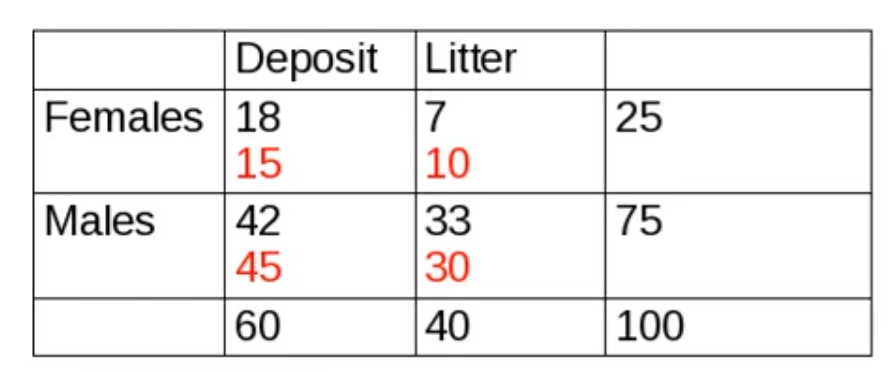 Deposit Litter
Females 18 7 25
15 10
Males 42 33 75
45 30
60 40 100